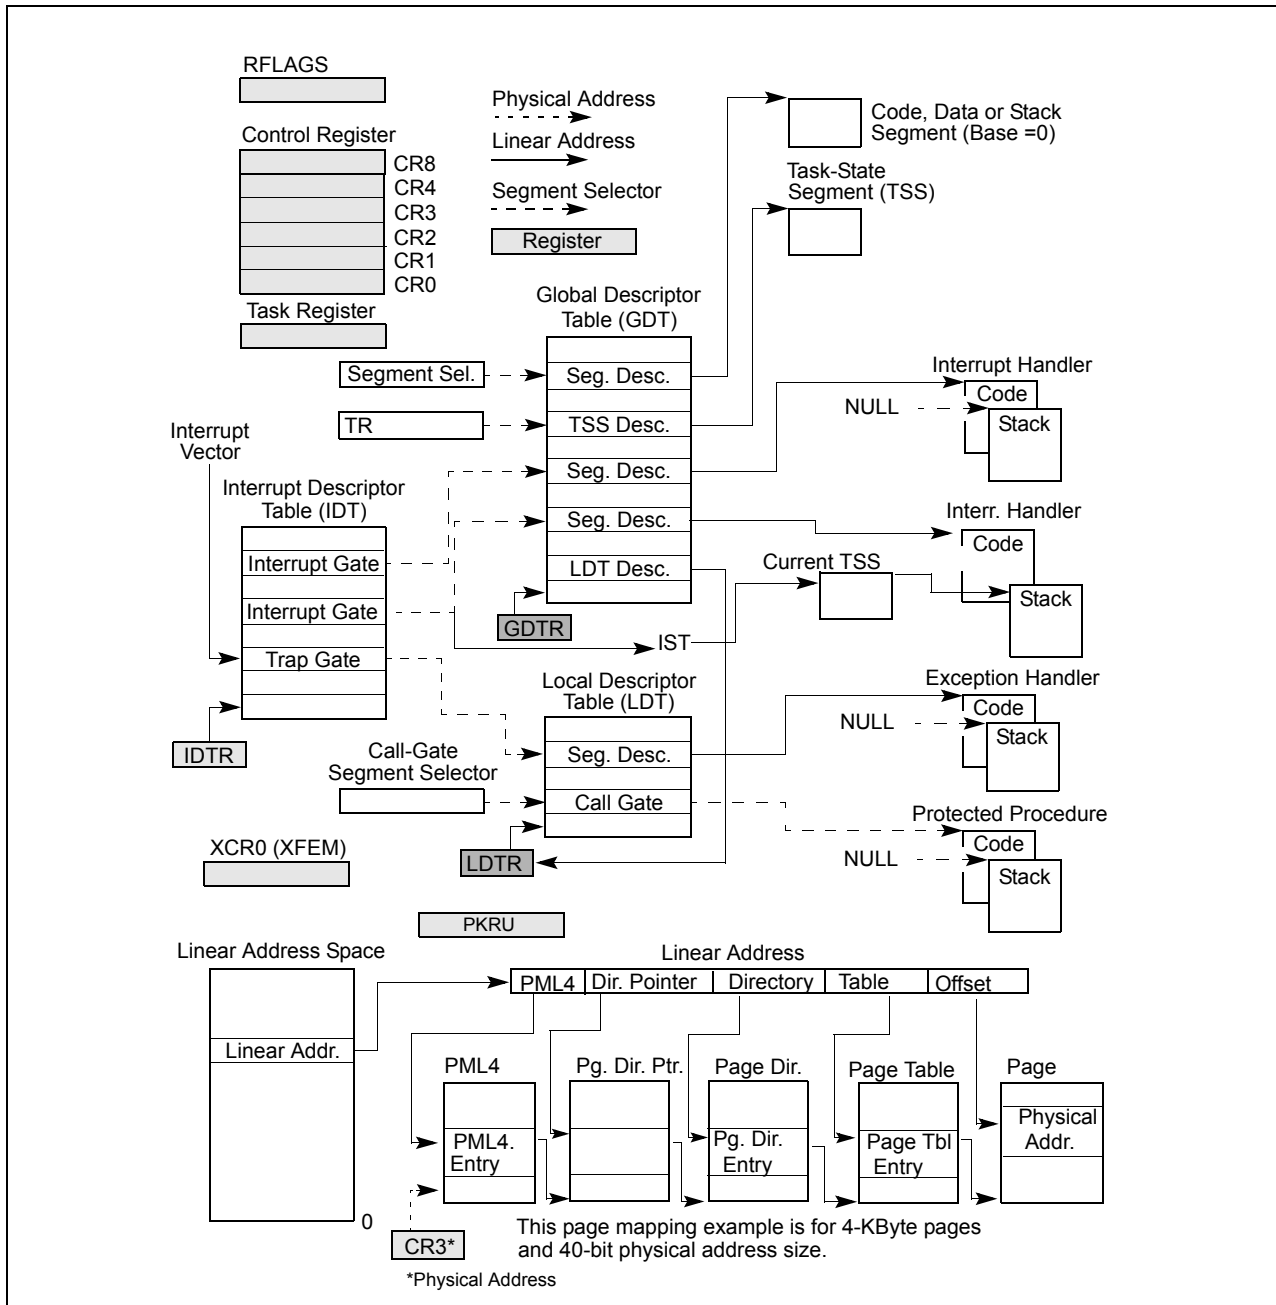 RFLAGS
Control Register
CR8
CR4
CR3
CR2
CR1
CR0
Task Register
Physical Address
Linear Address
Segment Selector
Register
Code, Data or Stack
Segment (Base =0)
Task-State
Segment (TSS)
Global Descriptor
Table (GDT)
Segment Sel.
Seg. Desc.
TR
TSS Desc.
Seg. Desc.
Seg. Desc.
LDT Desc.
GDTR
Interrupt Handler
Code
NULL
Stack
Interrupt
Vector
Interrupt Descriptor
Table (IDT)
Interrupt Gate
Interrupt Gate
Trap Gate
IDTR
Interr. Handler
Code
Current TSS
Stack
IST
Local Descriptor
Table (LDT)
Seg. Desc.
Call Gate
Call-Gate
Segment Selector
LDTR
Exception Handler
Code
NULL
Stack
Protected Procedure
Code
NULL
Stack
XCR0 (XFEM)
PKRU
Linear Address Space
Linear Addr.
0
Linear Address
PML4
Dir. Pointer
Directory
Table
Offset
PML4
Pg. Dir. Ptr.
Page Dir.
Page Table
Page
PML4.
Entry
Pg. Dir.
Entry
Page Tbl
Entry
Physical
Addr.
CR3*
This page mapping example is for 4-KByte pages
and 40-bit physical address size.
*Physical Address